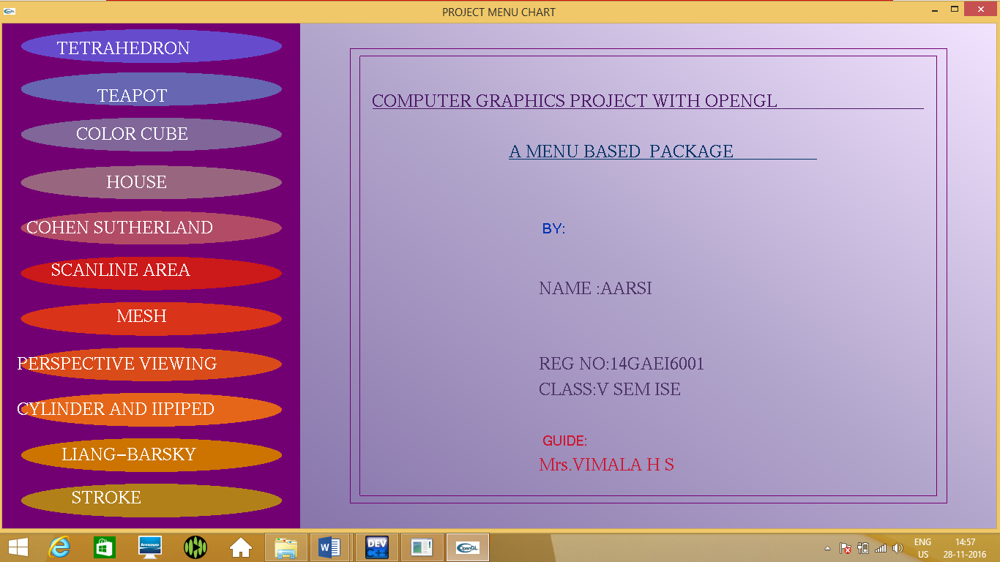 PROJECT MENU CHART
TETRAHEDRON
TEAPOT
COLOR CUBE
HOUSE
COHEN SUTHERLAND
SCANLINE AREA
MESH
PERSPECTIVE VIEWING
CYLINDER AND IIPIPED
LIANG-BARSKY
STROKE
COMPUTER GRAPHICS PROJECT WITH OPENGL
A MENU BASED PACKAGE
BY:
NAME :AARSI
REG NO:14GAEI6001
CLASS:V SEM ISE
GUIDE:
Mrs.VIMALA H S
lenovo
DEV
C++
OpenGL
ENG
US
14:57
28-11-2016